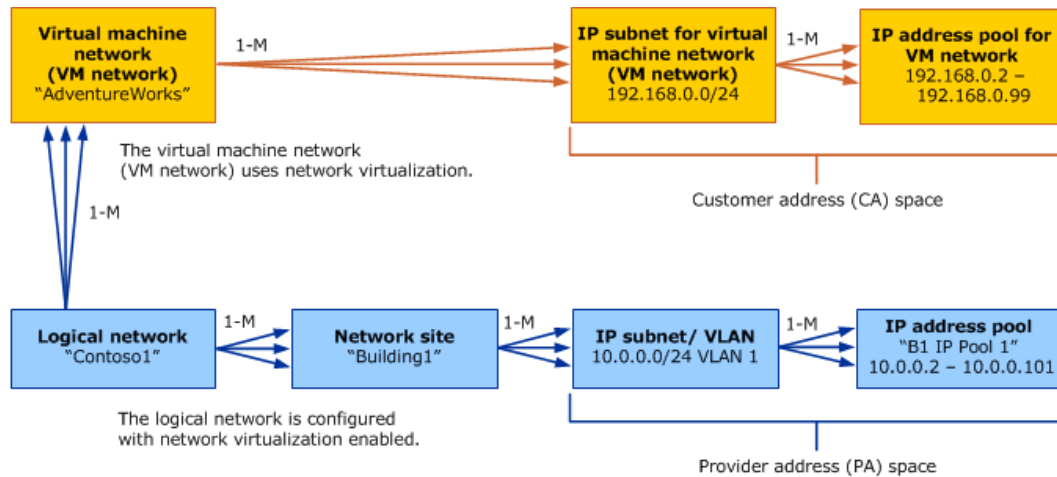 Virtual machine
network
(VM network)
“AdventureWorks”
1-M
IP subnet for virtual
machine network
(VM network)
192.168.0.0/24
1-M
IP address pool for
VM network
192.168.0.2 –
192.168.0.99
The virtual machine network
(VM network) uses network virtualization.
Customer address (CA) space
1-M
Logical network
“Contoso1”
1-M
Network site
“Building1”
1-M
IP subnet/ VLAN
10.0.0.0/24 VLAN 1
1-M
IP address pool
“B1 IP Pool 1”
10.0.0.2 – 10.0.0.101
The logical network is configured
with network virtualization enabled.
Provider address (PA) space